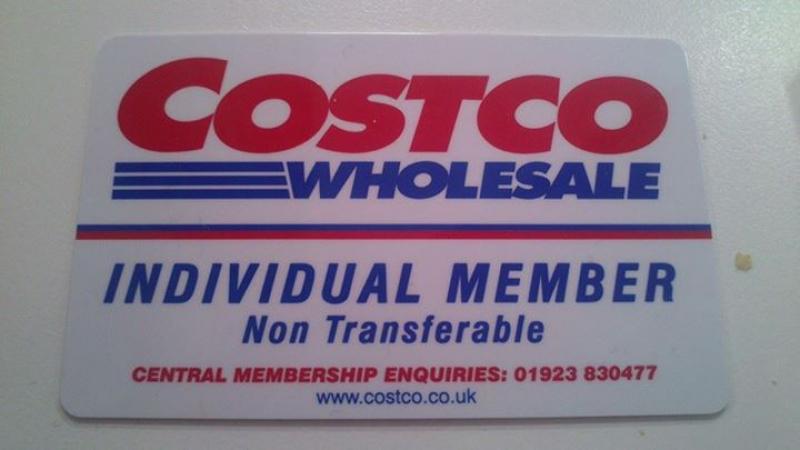 COSTCO
WHOLESALE
INDIVIDUAL MEMBER
Non Transferable
CENTRAL MEMBERSHIP ENQUIRIES: 01923 830477
www.costco.co.uk